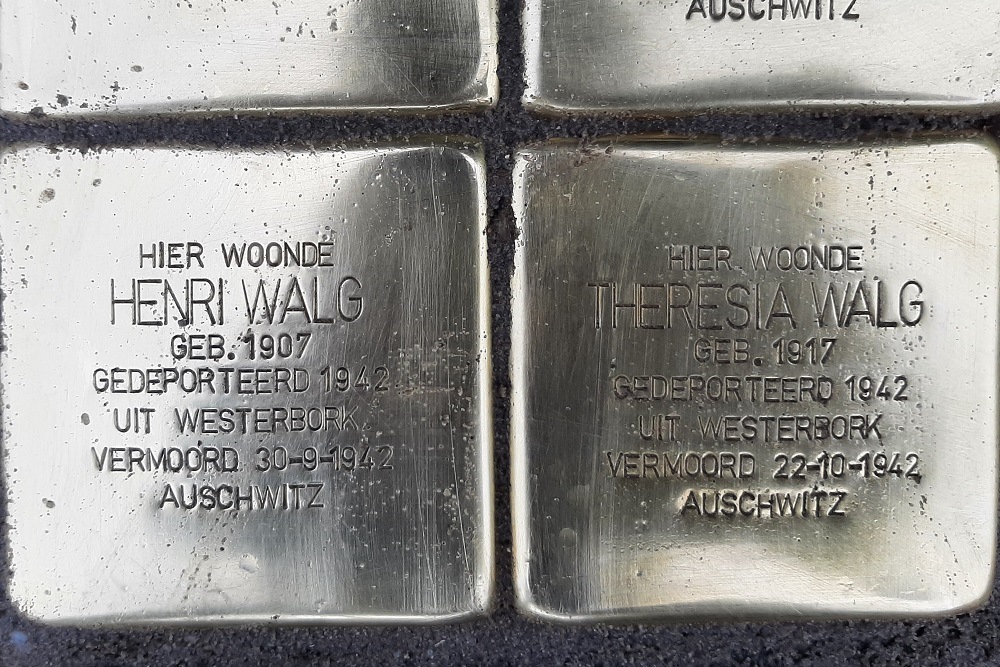 AUSCHWITZ
HIER WOONDE
HENRI WALG
GEB. 1907
GEDEPORTEERD 1942
UIT WESTERBORK
VERMOORD 30-9-1942
AUSCHWITZ
HIER WOONDE
THERESIA WALG
GEB. 1917
GEDEPORTEERD 1942
UIT WESTERBORK
VERMOORD 22-10-1942
AUSCHWITZ